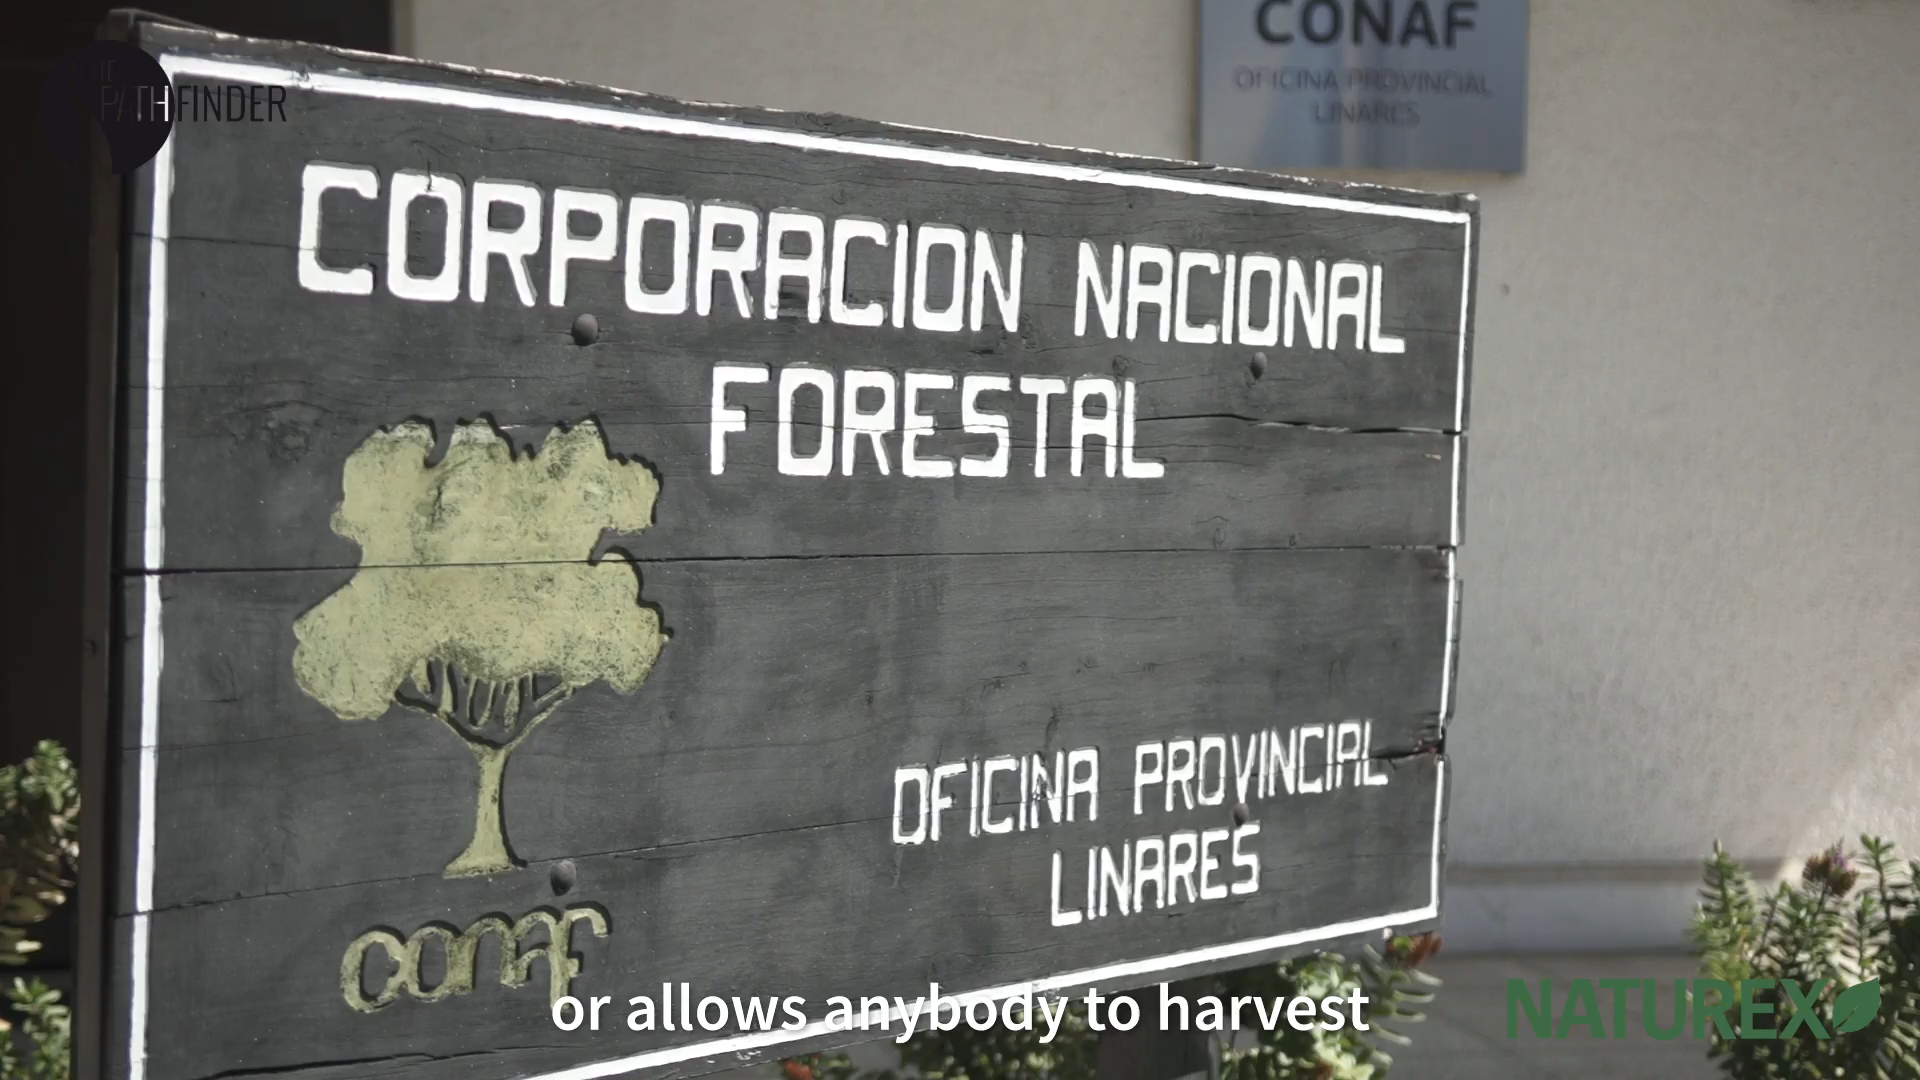 THE
PATHFINDER
CONAF
OFICINA PROVINCIAL
LINARES
CORPORACION NACIONAL
FORESTAL
OFICINA PROVINCIAL
LINARES
conaf
or allows anybody to harvest
NATUREX